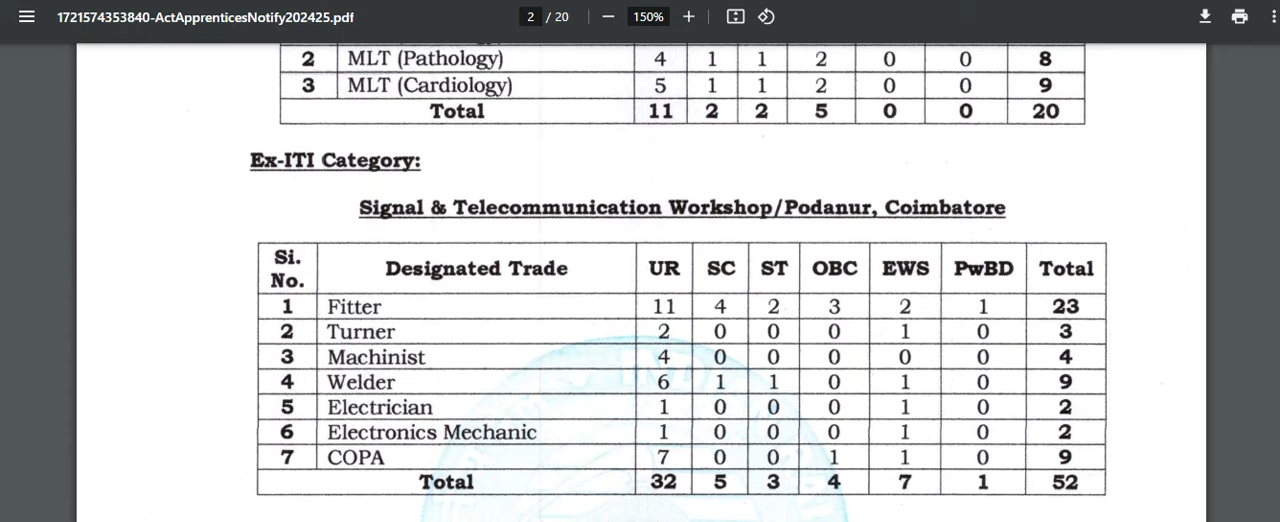 1721574353840-ActApprenticesNotify202425.pdf 2 / 20 150%
2 MLT (Pathology) 4 1 1 2 0 0 8
3 MLT (Cardiology) 5 1 1 2 0 0 9
Total 11 2 2 5 0 0 20
Ex-ITI Category:
Signal & Telecommunication Workshop/Podanur, Coimbatore
Si. No. Designated Trade UR SC ST OBC EWS PwBD Total
1 Fitter 11 4 2 3 2 1 23
2 Turner 2 0 0 0 1 0 3
3 Machinist 4 0 0 0 0 0 4
4 Welder 6 1 1 0 1 0 9
5 Electrician 1 0 0 0 1 0 2
6 Electronics Mechanic 1 0 0 0 1 0 2
7 COPA 7 0 0 1 1 0 9
Total 32 5 3 4 7 1 52